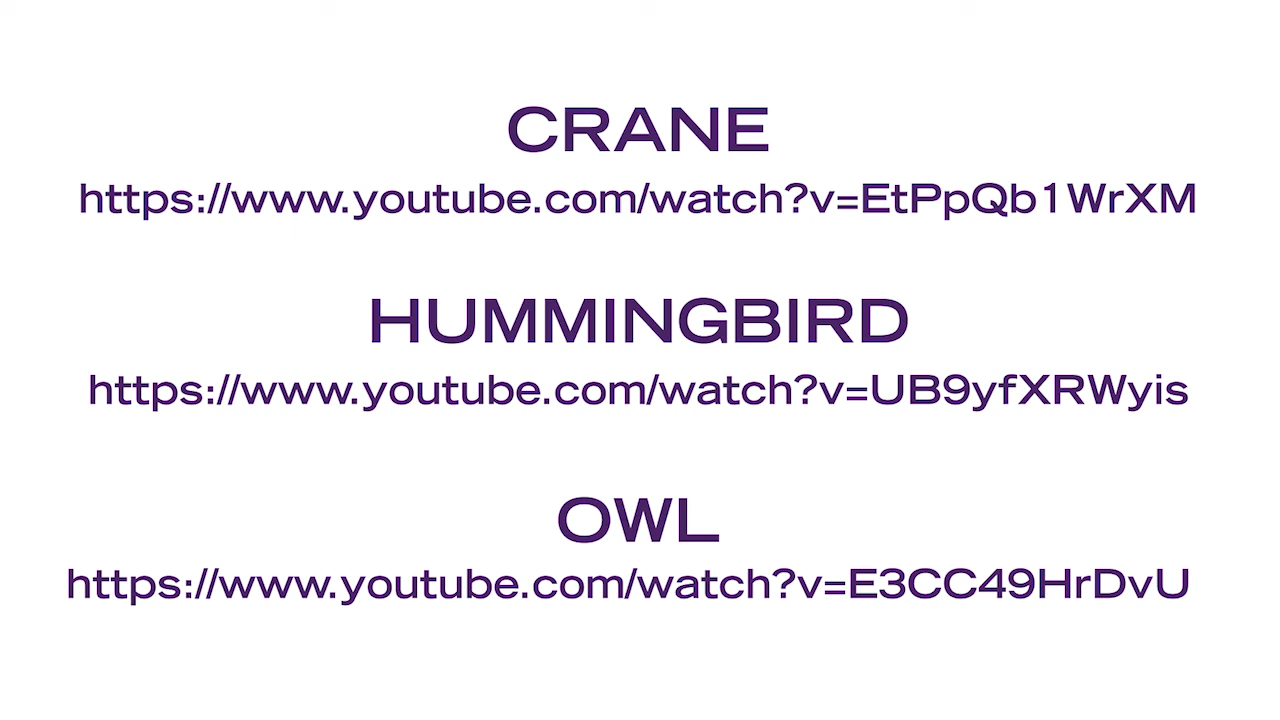 CRANE
https://www.youtube.com/watch?v=EtPpQb1WrXM
HUMMINGBIRD
https://www.youtube.com/watch?v=UB9yfXRWyis
OWL
https://www.youtube.com/watch?v=E3CC49HrDvU